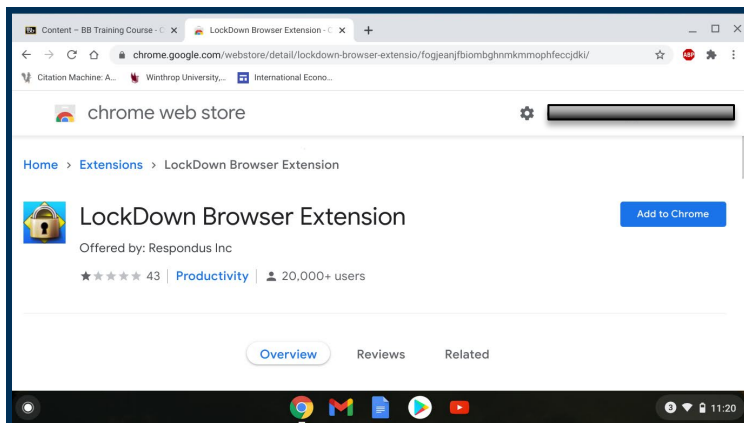 Content – BB Training Course - C
LockDown Browser Extension - C
chrome.google.com/webstore/detail/lockdown-browser-extensio/fogjeanjfbiombghnmkmmophfeccjdki/
ABP
Citation Machine: A...
Winthrop University,...
International Econo...
chrome web store
Home > Extensions > LockDown Browser Extension
LockDown Browser Extension
Add to Chrome
Offered by: Respondus Inc
43 | Productivity | 20,000+ users
Overview Reviews Related
3 11:20